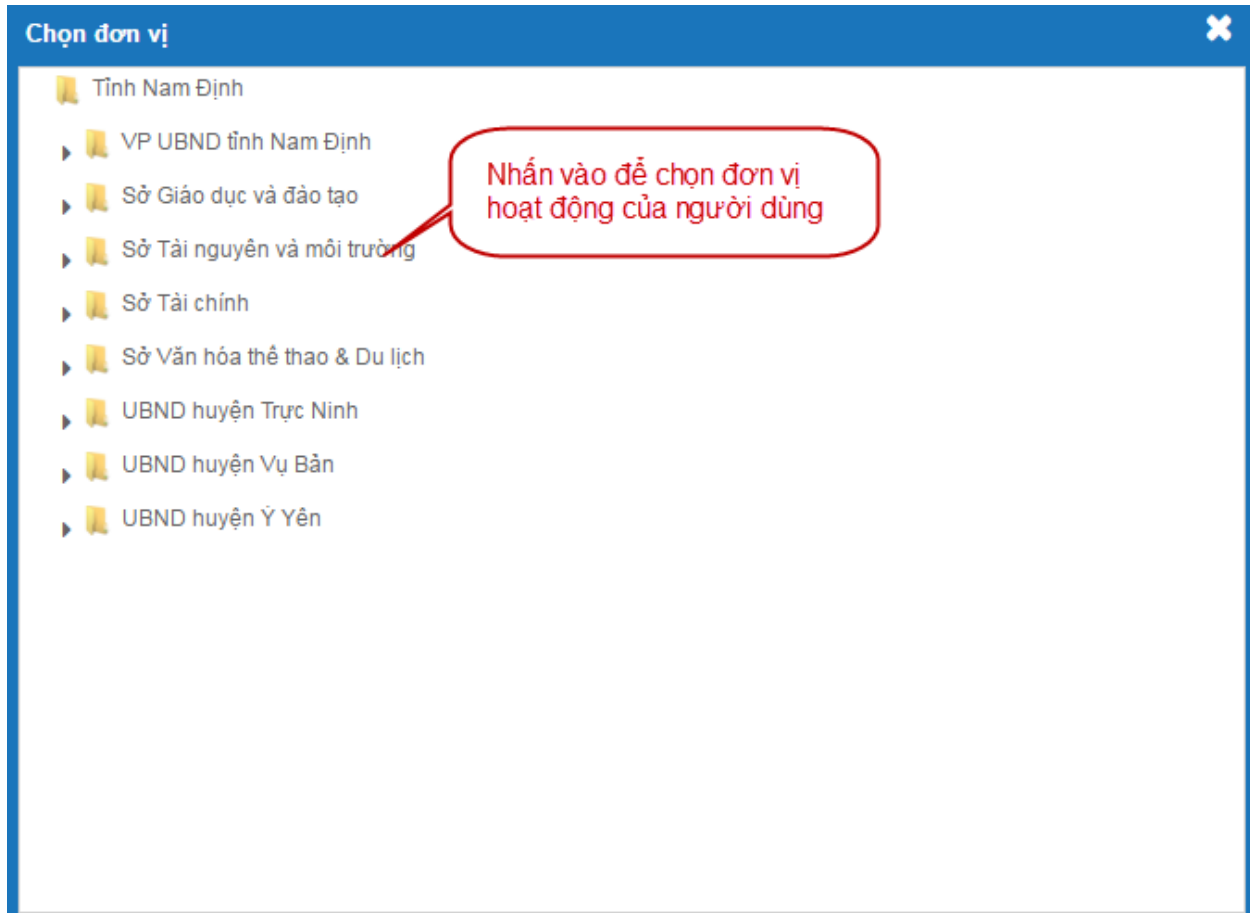 Chọn đơn vị
Tỉnh Nam Định
VP UBND tỉnh Nam Định
Sở Giáo dục và đào tạo
Sở Tài nguyên và môi trường
Sở Tài chính
Sở Văn hóa thể thao & Du lịch
UBND huyện Trực Ninh
UBND huyện Vụ Bản
UBND huyện Ý Yên
Nhấn vào để chọn đơn vị
hoạt động của người dùng